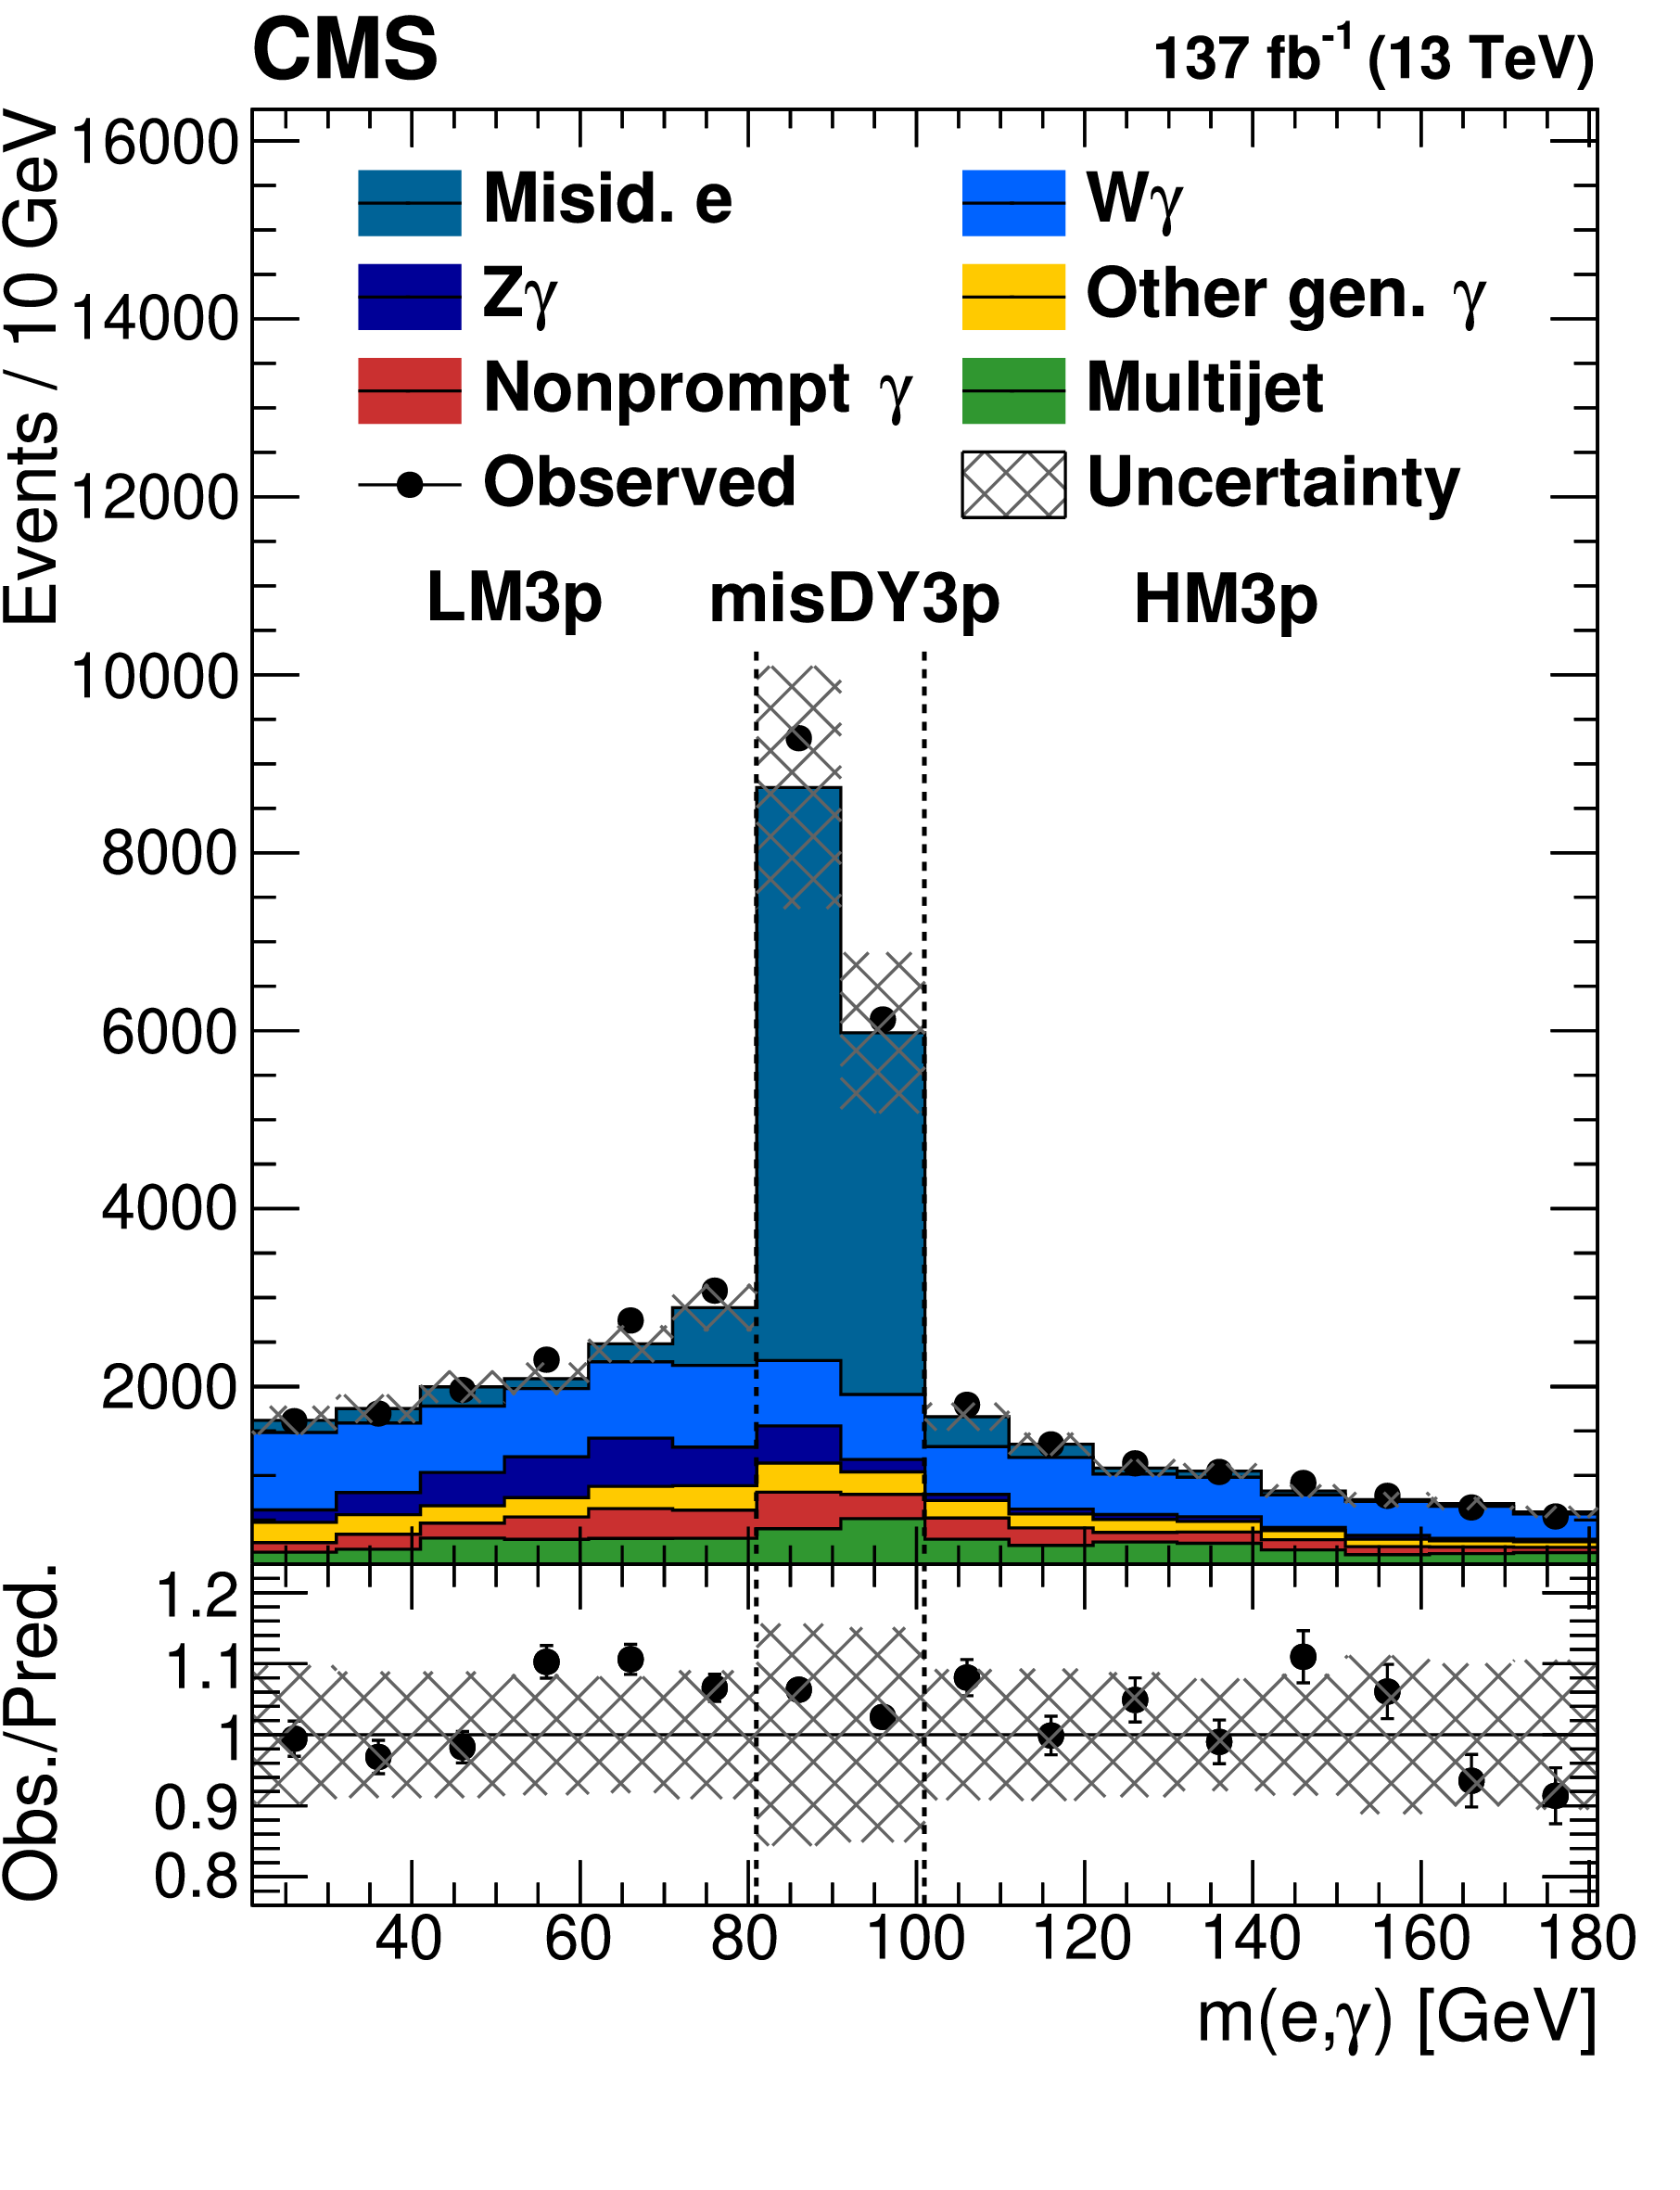 CMS 137 fb⁻¹ (13 TeV)
Events / 10 GeV
16000
14000
12000
10000
8000
6000
4000
2000
Misid. e
Wγ
Zγ
Other gen. γ
Nonprompt γ
Multijet
Observed
Uncertainty
LM3p misDY3p HM3p
Obs./Pred.
1.2
1.1
1
0.9
0.8
40 60 80 100 120 140 160 180
m(e,γ) [GeV]